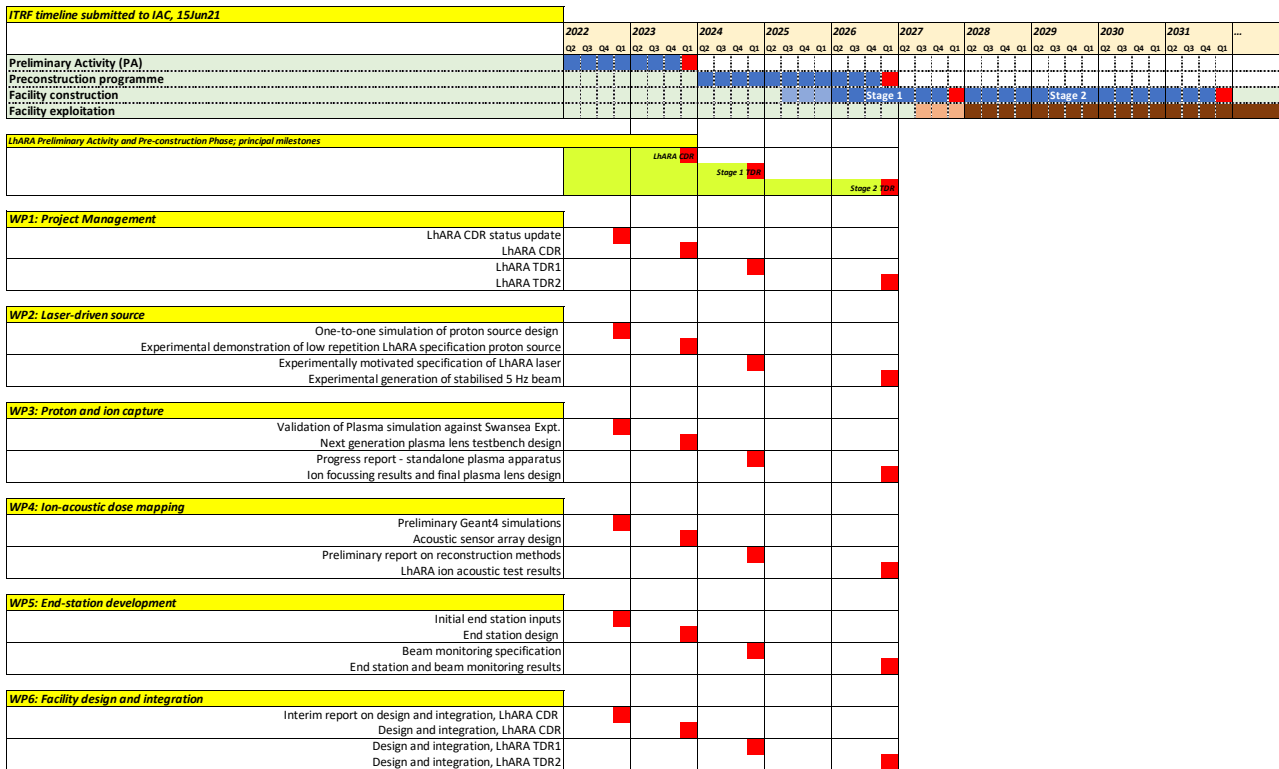 ITRF timeline submitted to IAC, 15Jun21
2022 2023 2024 2025 2026 2027 2028 2029 2030 2031 ...
Q2 Q3 Q4 Q1 Q2 Q3 Q4 Q1 Q2 Q3 Q4 Q1 Q2 Q3 Q4 Q1 Q2 Q3 Q4 Q1 Q2 Q3 Q4 Q1 Q2 Q3 Q4 Q1 Q2 Q3 Q4 Q1 Q2 Q3 Q4 Q1 Q2 Q3 Q4 Q1
Preliminary Activity (PA)
Preconstruction programme
Facility construction Stage 1 Stage 2
Facility exploitation
LhARA Preliminary Activity and Pre-construction Phase; principal milestones
LhARA CDR
Stage 1 TDR
Stage 2 TDR
WP1: Project Management
LhARA CDR status update
LhARA CDR
LhARA TDR1
LhARA TDR2
WP2: Laser-driven source
One-to-one simulation of proton source design
Experimental demonstration of low repetition LhARA specification proton source
Experimentally motivated specification of LhARA laser
Experimental generation of stabilised 5 Hz beam
WP3: Proton and ion capture
Validation of Plasma simulation against Swansea Expt.
Next generation plasma lens testbench design
Progress report - standalone plasma apparatus
Ion focussing results and final plasma lens design
WP4: Ion-acoustic dose mapping
Preliminary Geant4 simulations
Acoustic sensor array design
Preliminary report on reconstruction methods
LhARA ion acoustic test results
WP5: End-station development
Initial end station inputs
End station design
Beam monitoring specification
End station and beam monitoring results
WP6: Facility design and integration
Interim report on design and integration, LhARA CDR
Design and integration, LhARA CDR
Design and integration, LhARA TDR1
Design and integration, LhARA TDR2